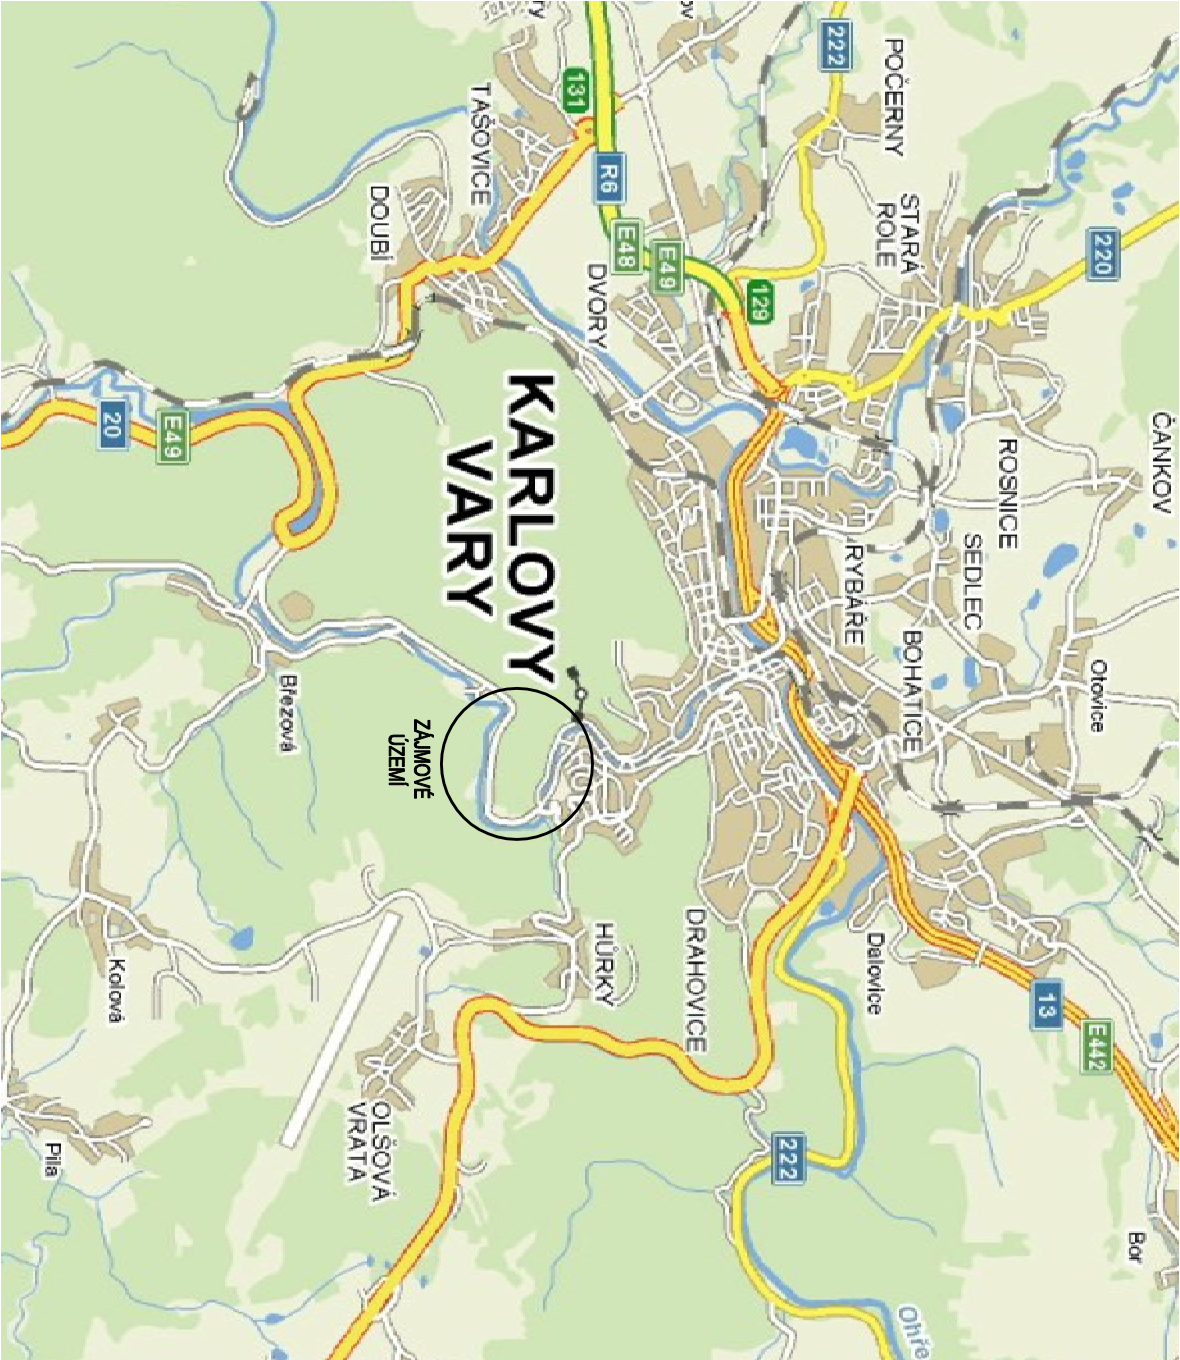 ry
ov
222
POČERNY
131
TAŠOVICE
R6
STARÁ
ROLE
220
DOUBÍ
E48
E49
DVORY
129
20
E49
KARLOVY
VARY
ČANKOV
ROSNICE
SEDLEC
RYBÁŘE
BOHATICE
Otovice
Březová
ZÁJMOVÉ
ÚZEMÍ
DRAHOVICE
HŮRKY
Dalovice
Kolová
13
E442
OLŠOVÁ
VRATA
Pila
222
Bor
Ohře